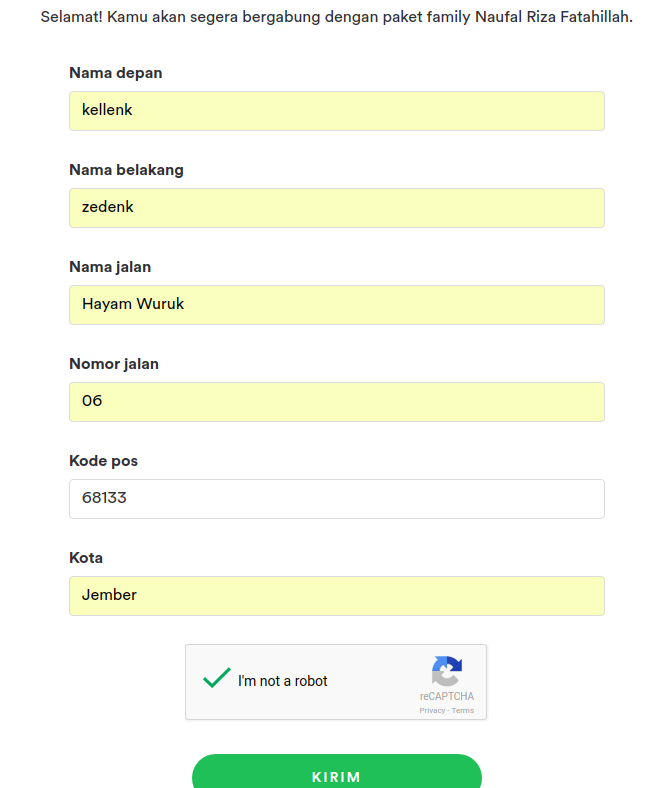 Selamat! Kamu akan segera bergabung dengan paket family Naufal Riza Fatahillah.
Nama depan
kellenk
Nama belakang
zedenk
Nama jalan
Hayam Wuruk
Nomor jalan
06
Kode pos
68133
Kota
Jember
I'm not a robot
reCAPTCHA
Privacy - Terms
KIRIM